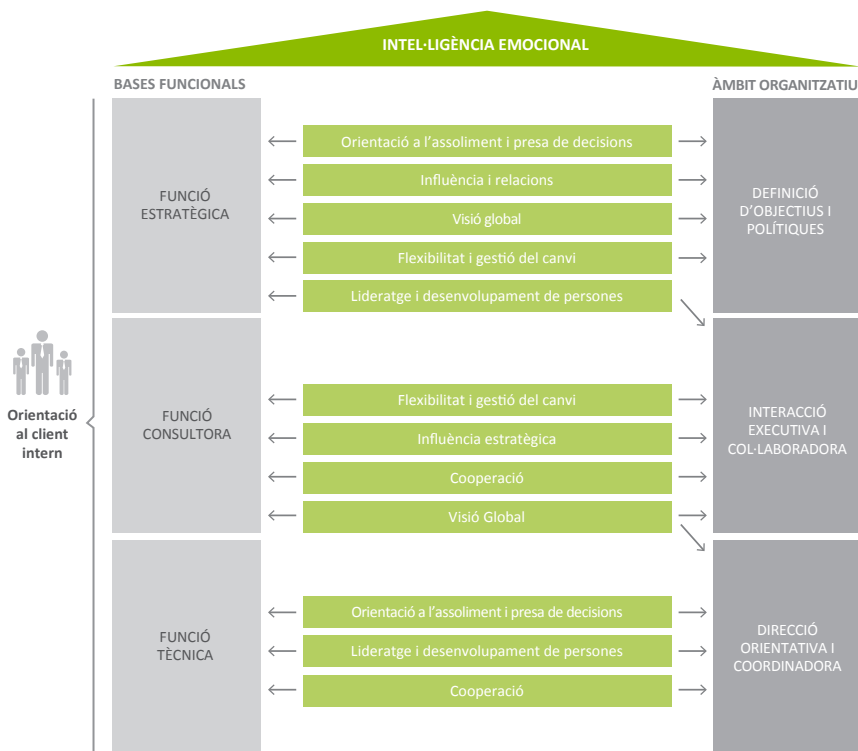 INTEL·LIGÈNCIA EMOCIONAL
BASES FUNCIONALS
ÀMBIT ORGANITZATIU
Orientació
al client
intern
FUNCIÓ
ESTRATÈGICA
Orientació a l'assoliment i presa de decisions
Influència i relacions
Visió global
Flexibilitat i gestió del canvi
Lideratge i desenvolupament de persones
DEFINICIÓ
D'OBJECTIUS I
POLÍTIQUES
FUNCIÓ
CONSULTORA
Flexibilitat i gestió del canvi
Influència estratègica
Cooperació
Visió Global
INTERACCIÓ
EXECUTIVA I
COL·LABORADORA
FUNCIÓ
TÈCNICA
Orientació a l'assoliment i presa de decisions
Lideratge i desenvolupament de persones
Cooperació
DIRECCIÓ
ORIENTATIVA I
COORDINADORA